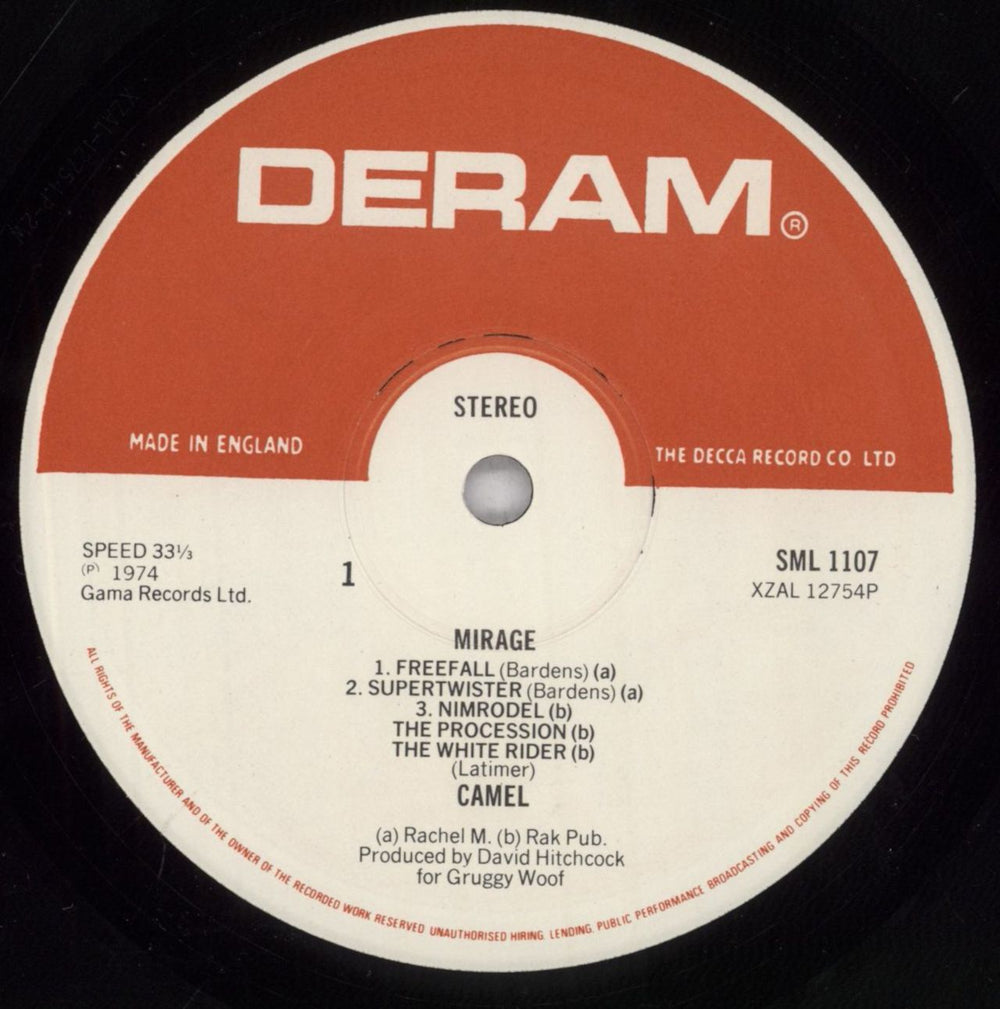 DERAM®
STEREO
MADE IN ENGLAND
THE DECCA RECORD CO LTD
SPEED 33⅓
(P) 1974
Gama Records Ltd.
1
SML 1107
XZAL 12754P
MIRAGE
1. FREEFALL (Bardens) (a)
2. SUPERTWISTER (Bardens) (a)
3. NIMRODEL (b)
THE PROCESSION (b)
THE WHITE RIDER (b)
(Latimer)
CAMEL
(a) Rachel M. (b) Rak Pub.
Produced by David Hitchcock
for Gruggy Woof
ALL RIGHTS OF THE MANUFACTURER AND OF THE OWNER OF THE RECORDED WORK RESERVED UNAUTHORISED HIRING. LENDING. PUBLIC PERFORMANCE BROADCASTING AND COPYING OF THIS RECORD PROHIBITED